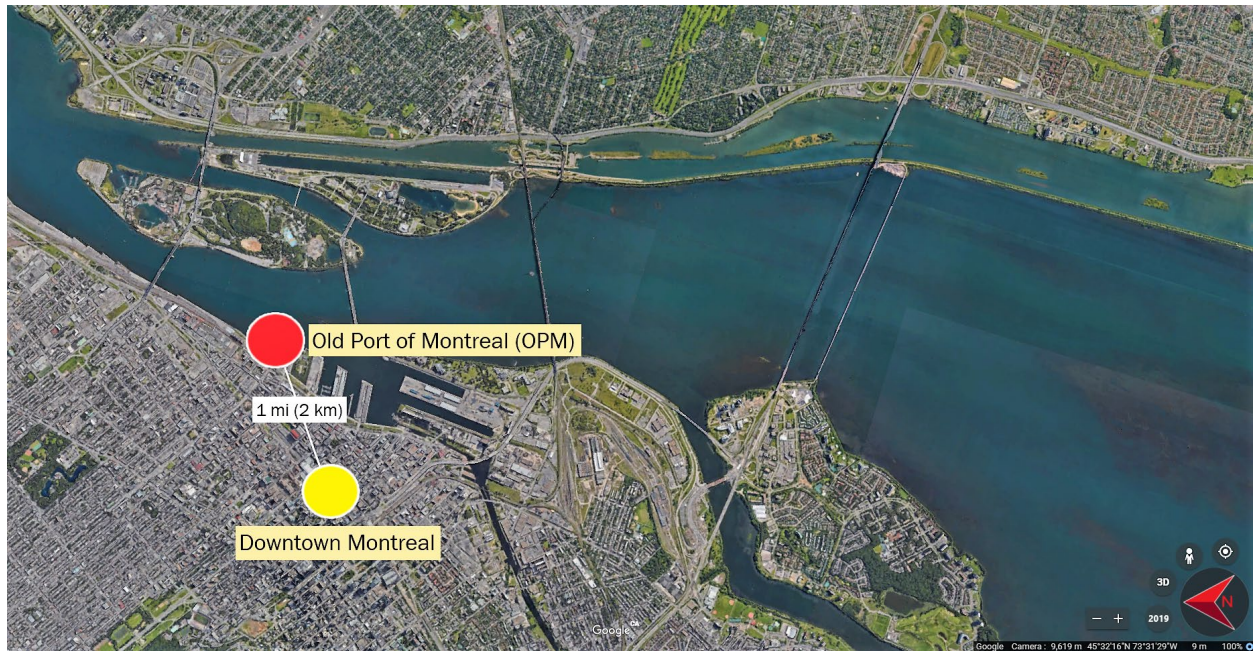 Old Port of Montreal (OPM)
1 mi (2 km)
Downtown Montreal
3D
N
− +
2019
Google
CA
Google Camera : 9,619 m 45°32'16"N 73°31'29"W 9 m 100%